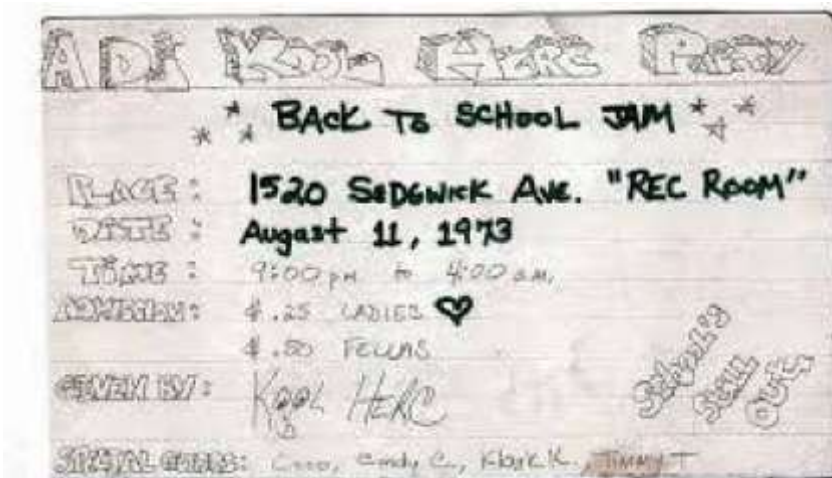 A DJ KOOL HERC PARTY
BACK TO SCHOOL JAM
PLACE: 1520 SEDGWICK AVE. "REC ROOM"
DATE: August 11, 1973
TIME: 9:00 pm to 4:00 am.
ADMISSION: $.25 LADIES
$.50 FELLAS
School's Still Out
GIVEN BY: KOOL HERC
SPECIAL GUESTS: Coco, Cindy C., Klark K., TIMMY T